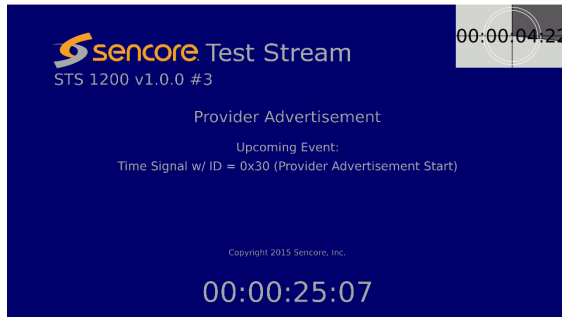 sencore Test Stream
00:00:04:22
STS 1200 v1.0.0 #3
Provider Advertisement
Upcoming Event:
Time Signal w/ ID = 0x30 (Provider Advertisement Start)
Copyright 2015 Sencore, Inc.
00:00:25:07